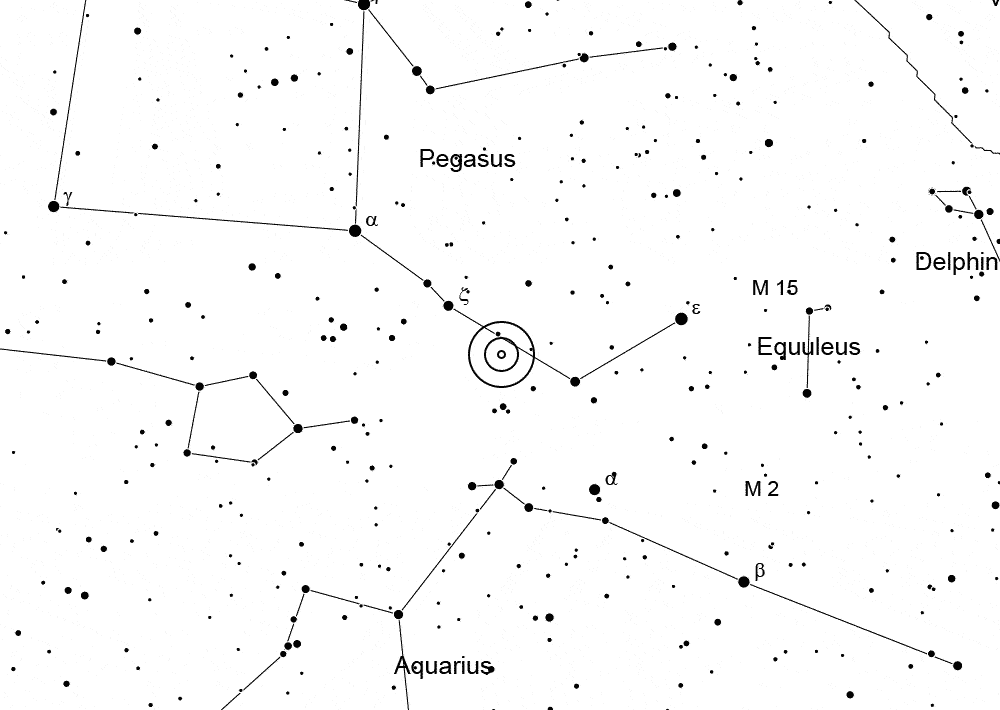 Pegasus
γ
α
Delphin
ζ
M 15
ε
Equuleus
α
M 2
β
Aquarius